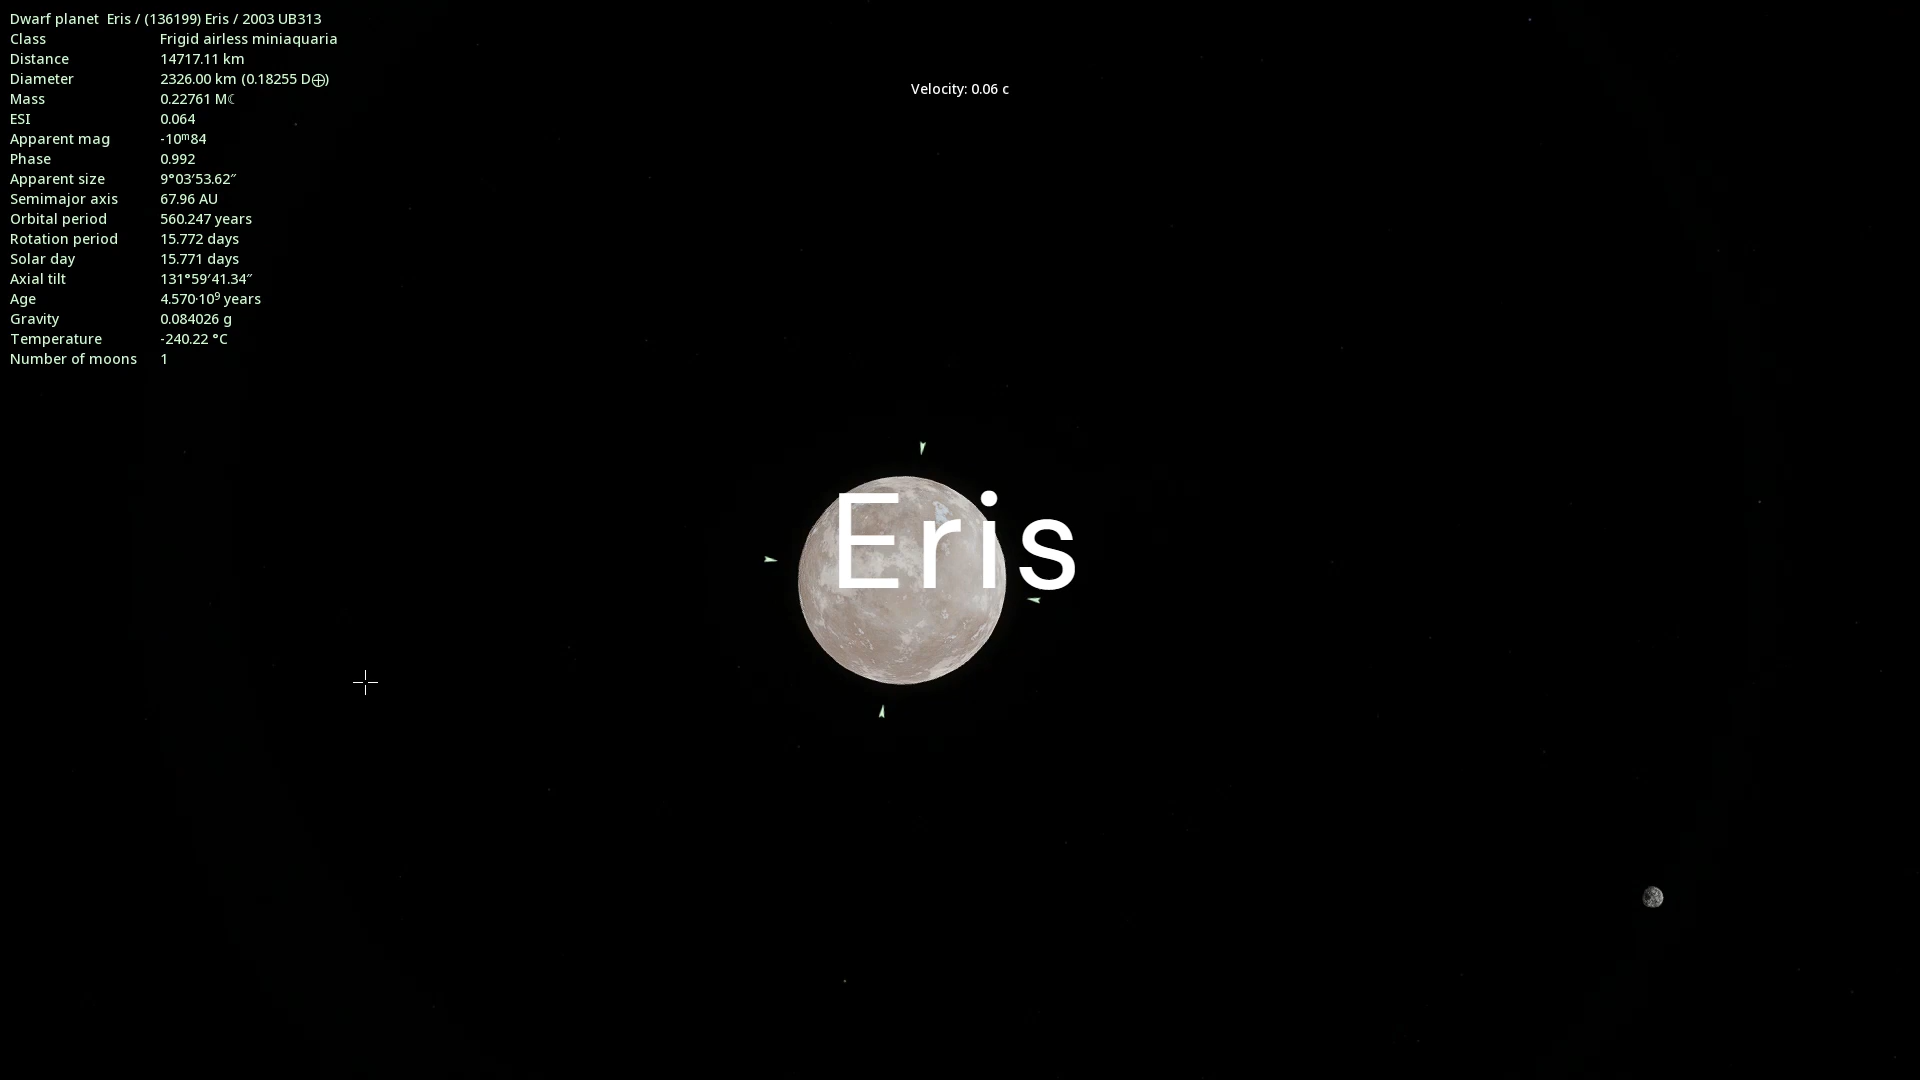 Dwarf planet Eris / (136199) Eris / 2003 UB313
Class Frigid airless miniaquaria
Distance 14717.11 km
Diameter 2326.00 km (0.18255 D⊕)
Mass 0.22761 M☾
ESI 0.064
Apparent mag -10ᵐ84
Phase 0.992
Apparent size 9°03′53.62″
Semimajor axis 67.96 AU
Orbital period 560.247 years
Rotation period 15.772 days
Solar day 15.771 days
Axial tilt 131°59′41.34″
Age 4.570·10⁹ years
Gravity 0.084026 g
Temperature -240.22 °C
Number of moons 1
Velocity: 0.06 c
Eris